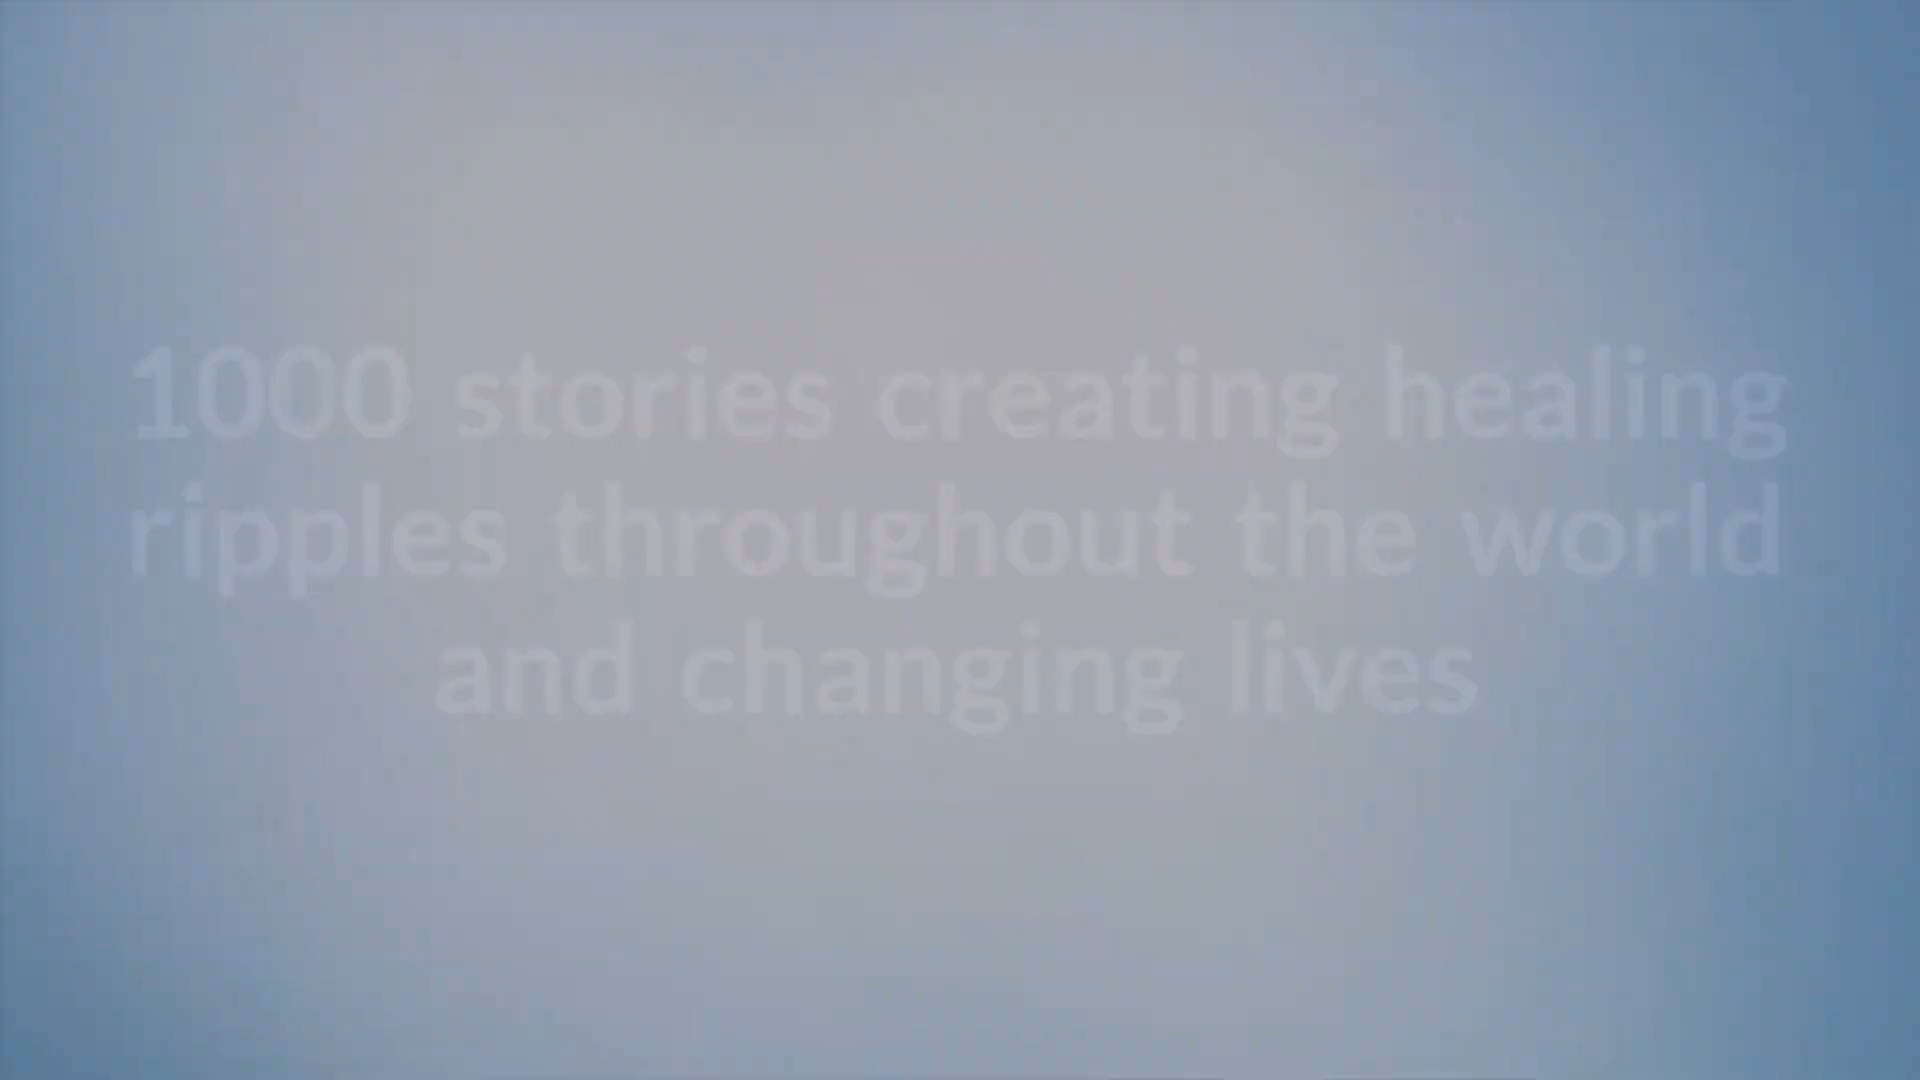 1000 stories creating healing
ripples throughout the world
and changing lives